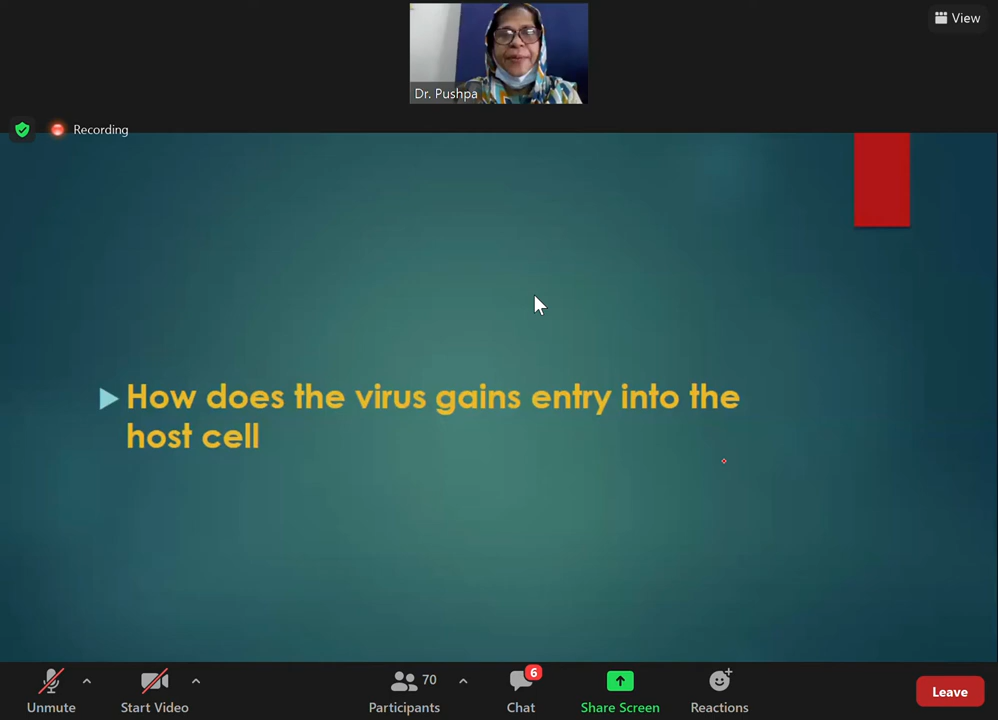 View
Dr. Pushpa
Recording
How does the virus gains entry into the
host cell
70
6
Unmute
Start Video
Participants
Chat
Share Screen
Reactions
Leave